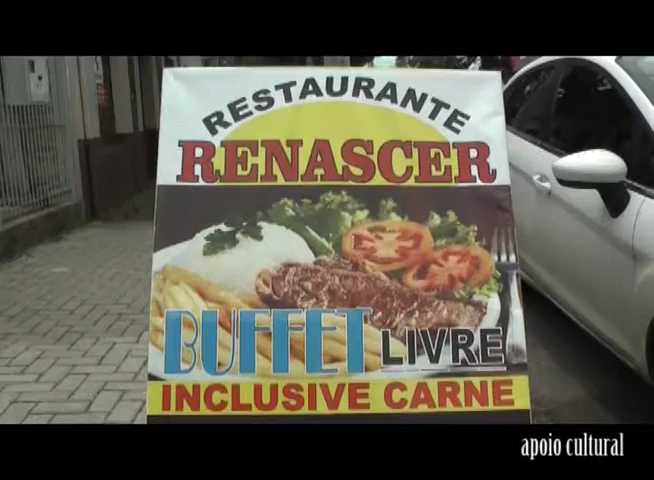 RESTAURANTE
RENASCER
BUFFET LIVRE
INCLUSIVE CARNE
apoio cultural